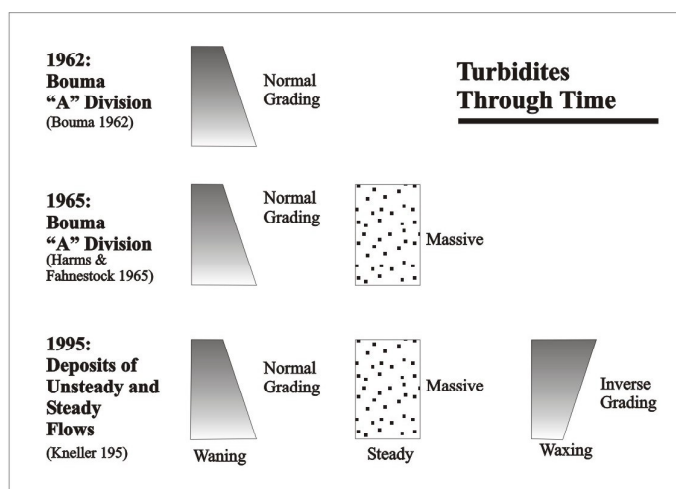 Turbidites
Through Time
1962:
Bouma
“A” Division
(Bouma 1962)
Normal
Grading
1965:
Bouma
“A” Division
(Harms &
Fahnestock 1965)
Normal
Grading
Massive
1995:
Deposits of
Unsteady and
Steady
Flows
(Kneller 195)
Normal
Grading
Waning
Massive
Steady
Inverse
Grading
Waxing